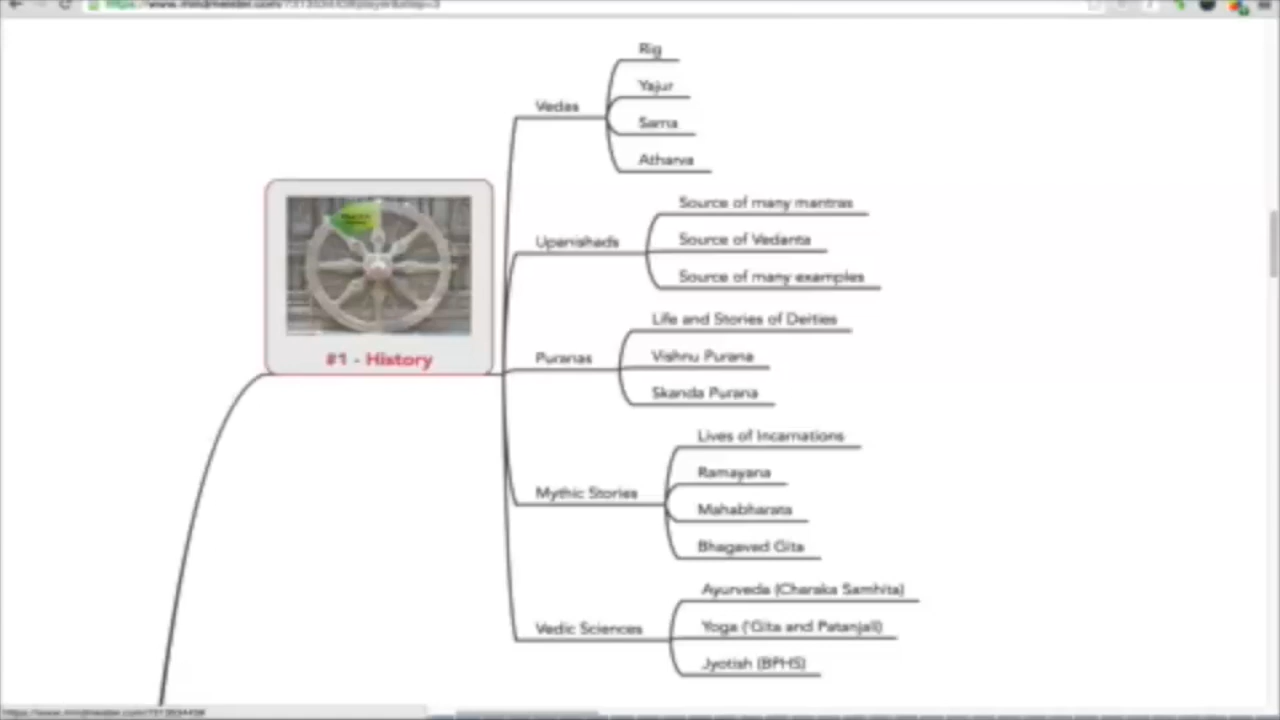 Rig
Yajur
Vedas
Sama
Atharva
Source of many mantras
Upanishads
Source of Vedanta
Source of many examples
#1 - History
Life and Stories of Deities
Puranas
Vishnu Purana
Skanda Purana
Lives of Incarnations
Ramayana
Mythic Stories
Mahabharata
Bhagaved Gita
Ayurveda (Charaka Samhita)
Vedic Sciences
Yoga ('Gita and Patanjali)
Jyotish (BPHS)